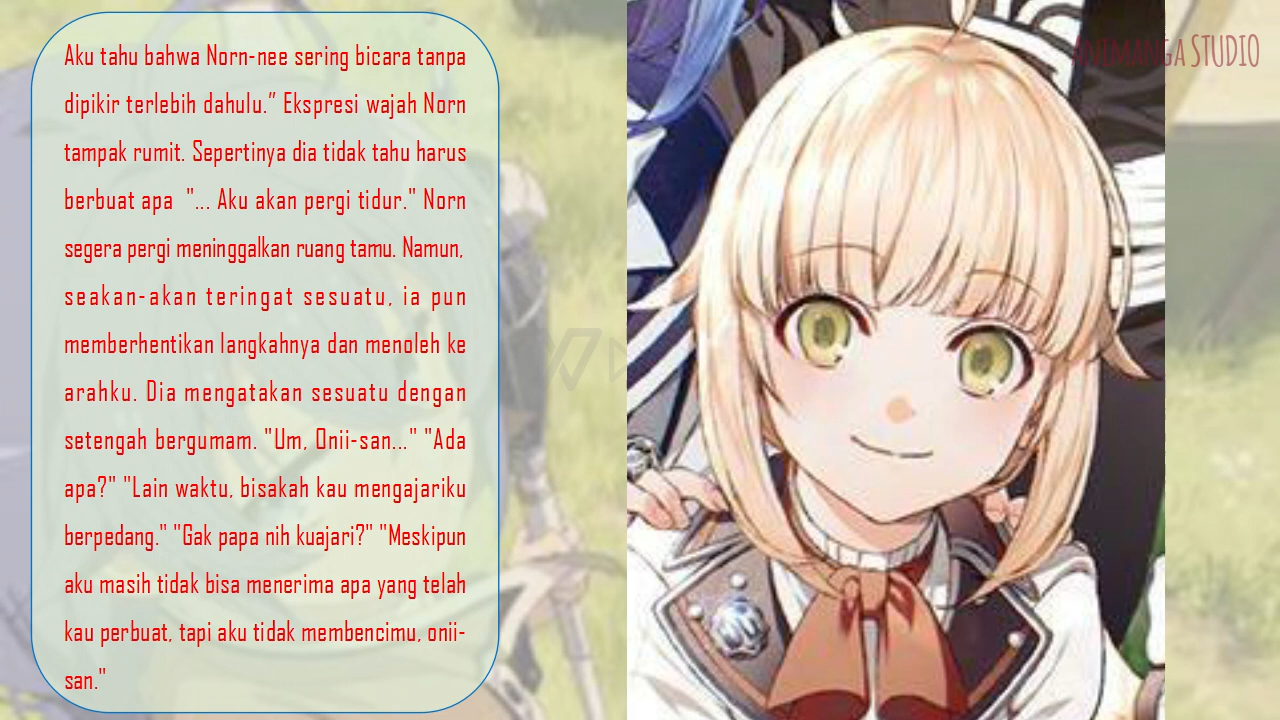 Aku tahu bahwa Norn-nee sering bicara tanpa
dipikir terlebih dahulu.” Ekspresi wajah Norn
tampak rumit. Sepertinya dia tidak tahu harus
berbuat apa "... Aku akan pergi tidur." Norn
segera pergi meninggalkan ruang tamu. Namun,
seakan-akan teringat sesuatu, ia pun
memberhentikan langkahnya dan menoleh ke
arahku. Dia mengatakan sesuatu dengan
setengah bergumam. "Um, Onii-san..." "Ada
apa?" "Lain waktu, bisakah kau mengajariku
berpedang." "Gak papa nih kuajari?" "Meskipun
aku masih tidak bisa menerima apa yang telah
kau perbuat, tapi aku tidak membencimu, onii-
san."
ANIMANGA STUDIO